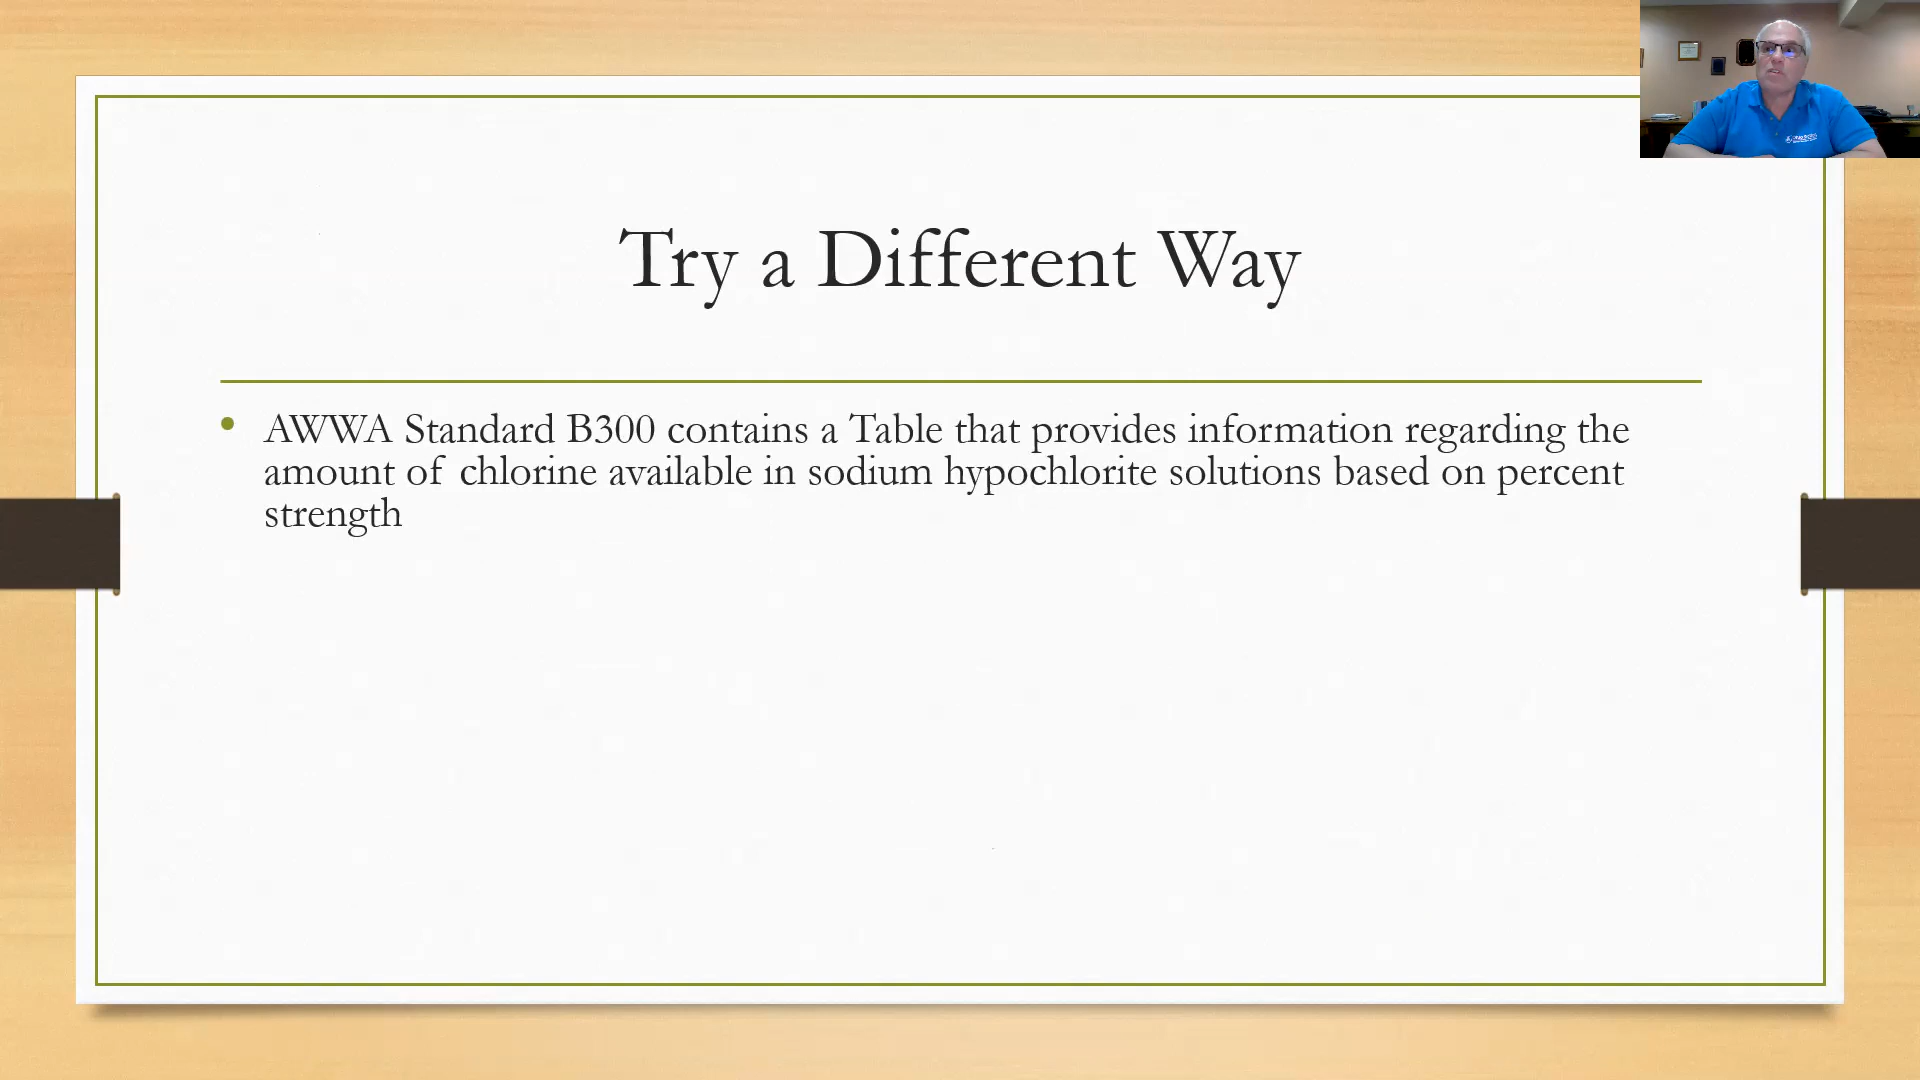 Try a Different Way
• AWWA Standard B300 contains a Table that provides information regarding the
amount of chlorine available in sodium hypochlorite solutions based on percent
strength